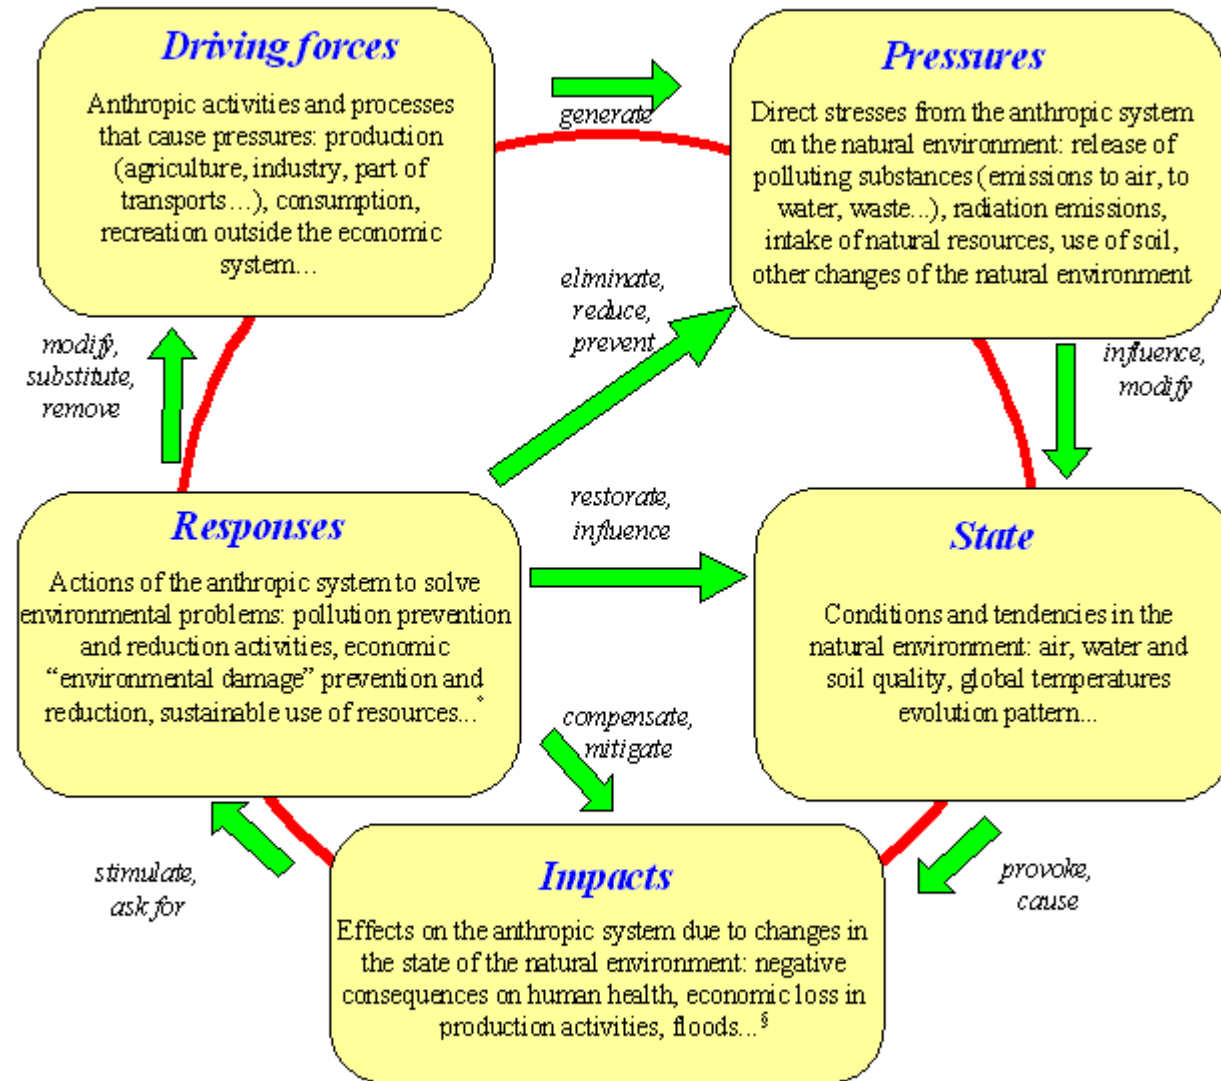 Driving forces
Anthropic activities and processes
that cause pressures: production
(agriculture, industry, part of
transports...), consumption,
recreation outside the economic
system...
generate
Pressures
Direct stresses from the anthropic system
on the natural environment: release of
polluting substances (emissions to air, to
water, waste...), radiation emissions,
intake of natural resources, use of soil,
other changes of the natural environment
modify,
substitute,
remove
eliminate,
reduce,
prevent
influence,
modify
Responses
Actions of the anthropic system to solve
environmental problems: pollution prevention
and reduction activities, economic
“environmental damage” prevention and
reduction, sustainable use of resources...°
restorate,
influence
State
Conditions and tendencies in the
natural environment: air, water and
soil quality, global temperatures
evolution pattern...
compensate,
mitigate
stimulate,
ask for
Impacts
Effects on the anthropic system due to changes in
the state of the natural environment: negative
consequences on human health, economic loss in
production activities, floods...§
provoke,
cause